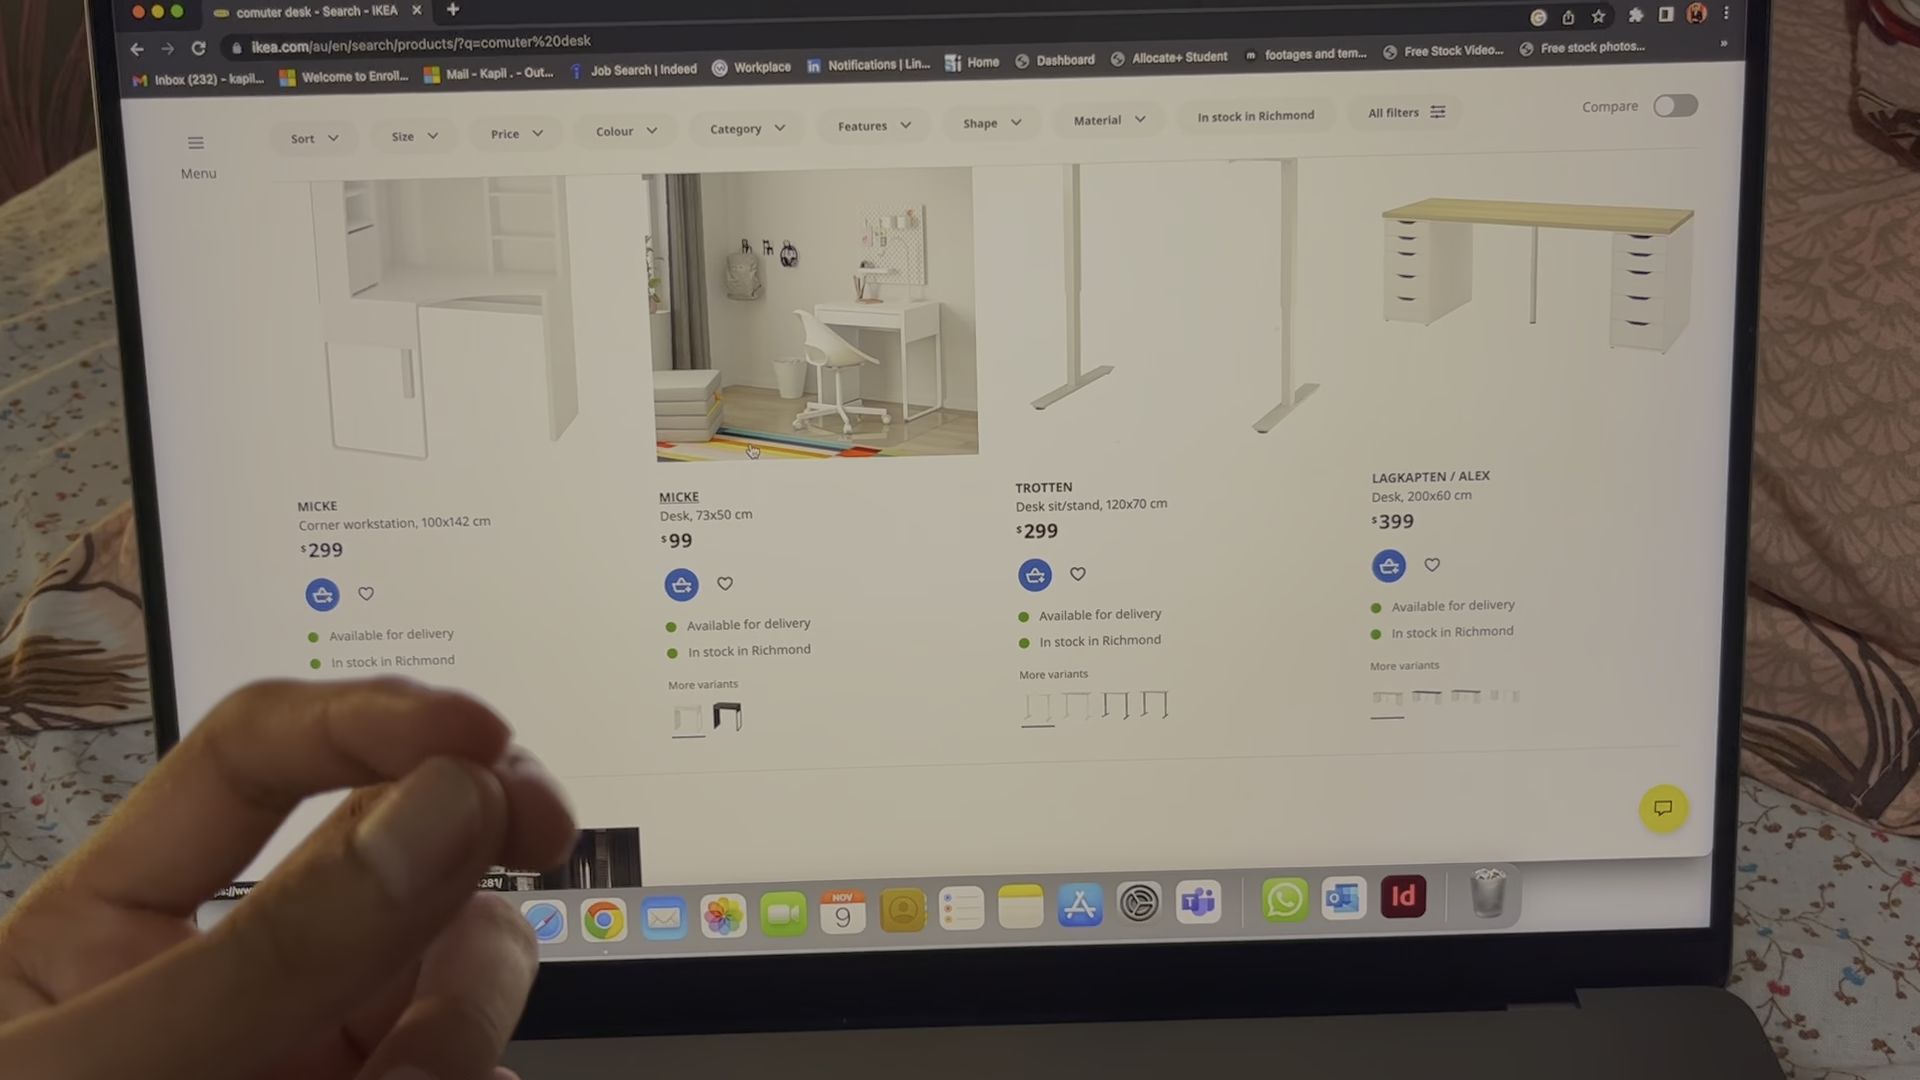 comuter desk - Search - IKEA
ikea.com/au/en/search/products/?q=comuter%20desk
Inbox (232) - kapil... Welcome to Enroll... Mail - Kapil . - Out... Job Search | Indeed Workplace Notifications | Lin... Home Dashboard Allocate+ Student footages and tem... Free Stock Video... Free stock photos... »
Menu
Sort Size Price Colour Category Features Shape Material In stock in Richmond All filters Compare
MICKE
Corner workstation, 100x142 cm
$299
Available for delivery
In stock in Richmond
MICKE
Desk, 73x50 cm
$99
Available for delivery
In stock in Richmond
More variants
TROTTEN
Desk sit/stand, 120x70 cm
$299
Available for delivery
In stock in Richmond
More variants
LAGKAPTEN / ALEX
Desk, 200x60 cm
$399
Available for delivery
In stock in Richmond
More variants
281/
NOV
9
Id